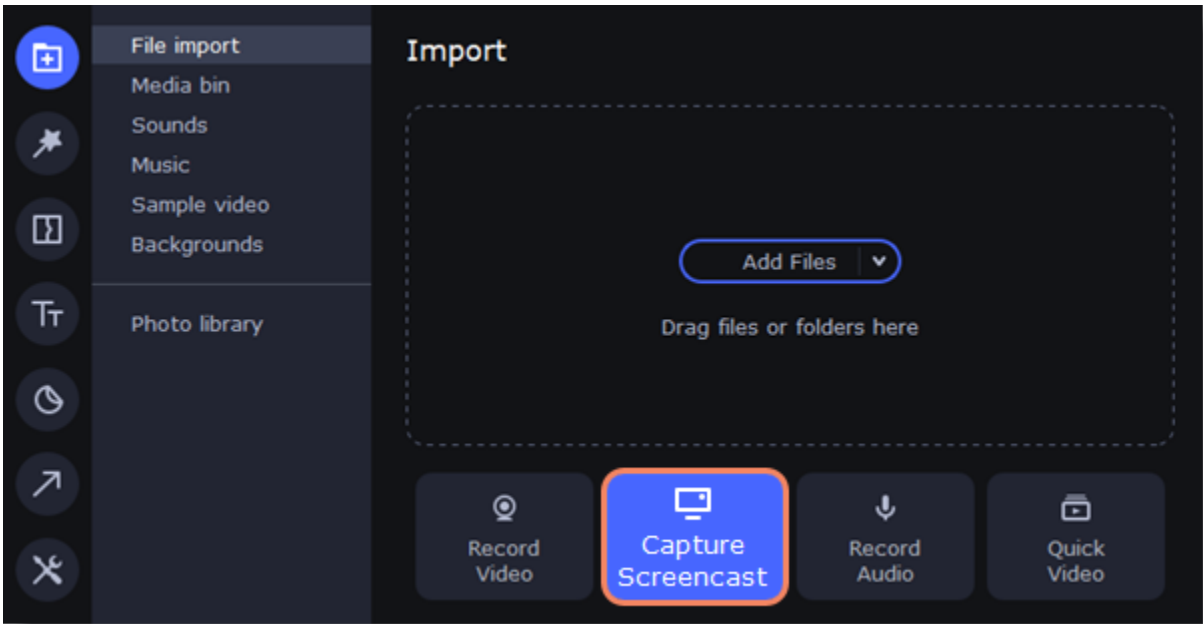 File import
Media bin
Sounds
Music
Sample video
Backgrounds
Photo library
Import
Add Files
Drag files or folders here
Record
Video
Capture
Screencast
Record
Audio
Quick
Video